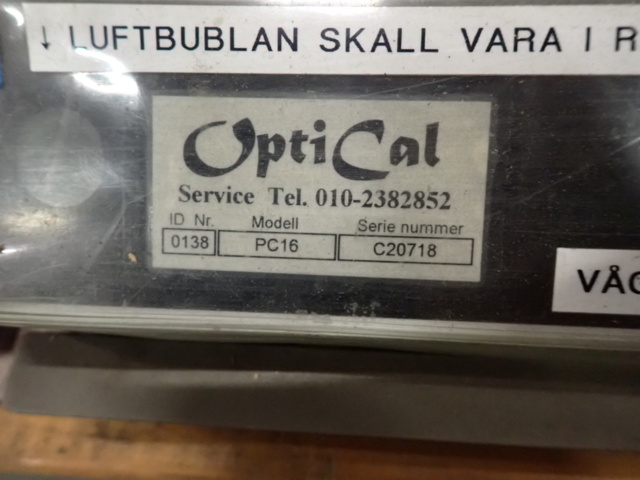 ↓ LUFTBUBLAN SKALL VARA I R
OptiCal
Service Tel. 010-2382852
ID Nr. Modell Serie nummer
0138 PC16 C20718
VÅG